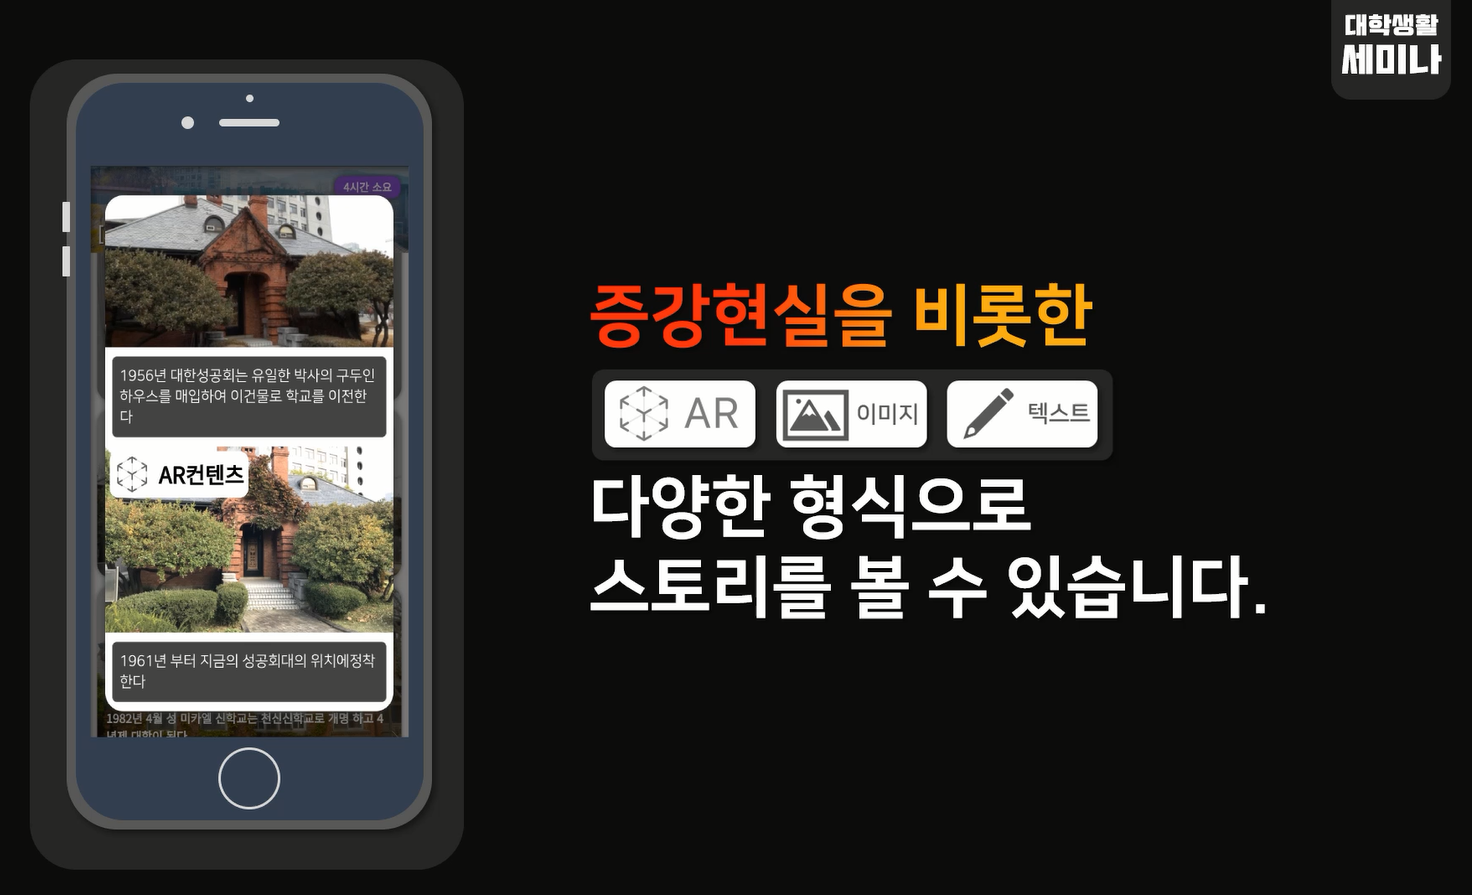 대학생활
세미나
4시간 소요
1956년 대한성공회는 유일한 박사의 구두인
하우스를 매입하여 이건물로 학교를 이전한
다
AR컨텐츠
1961년 부터 지금의 성공회대의 위치에정착
한다
1982년 4월 성 미카엘 신학교는 천신신학교로 개명 하고 4
년제 대학이 된다
증강현실을 비롯한
AR 이미지 텍스트
다양한 형식으로
스토리를 볼 수 있습니다.